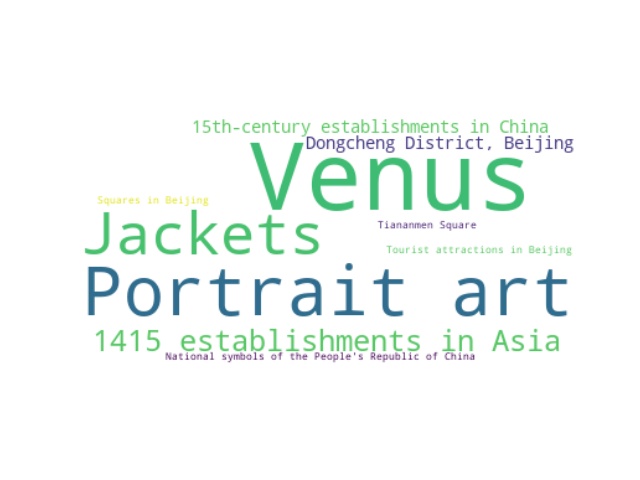 15th-century establishments in China
Dongcheng District, Beijing
Venus
Squares in Beijing
Jackets
Tiananmen Square
Tourist attractions in Beijing
Portrait art
1415 establishments in Asia
National symbols of the People's Republic of China